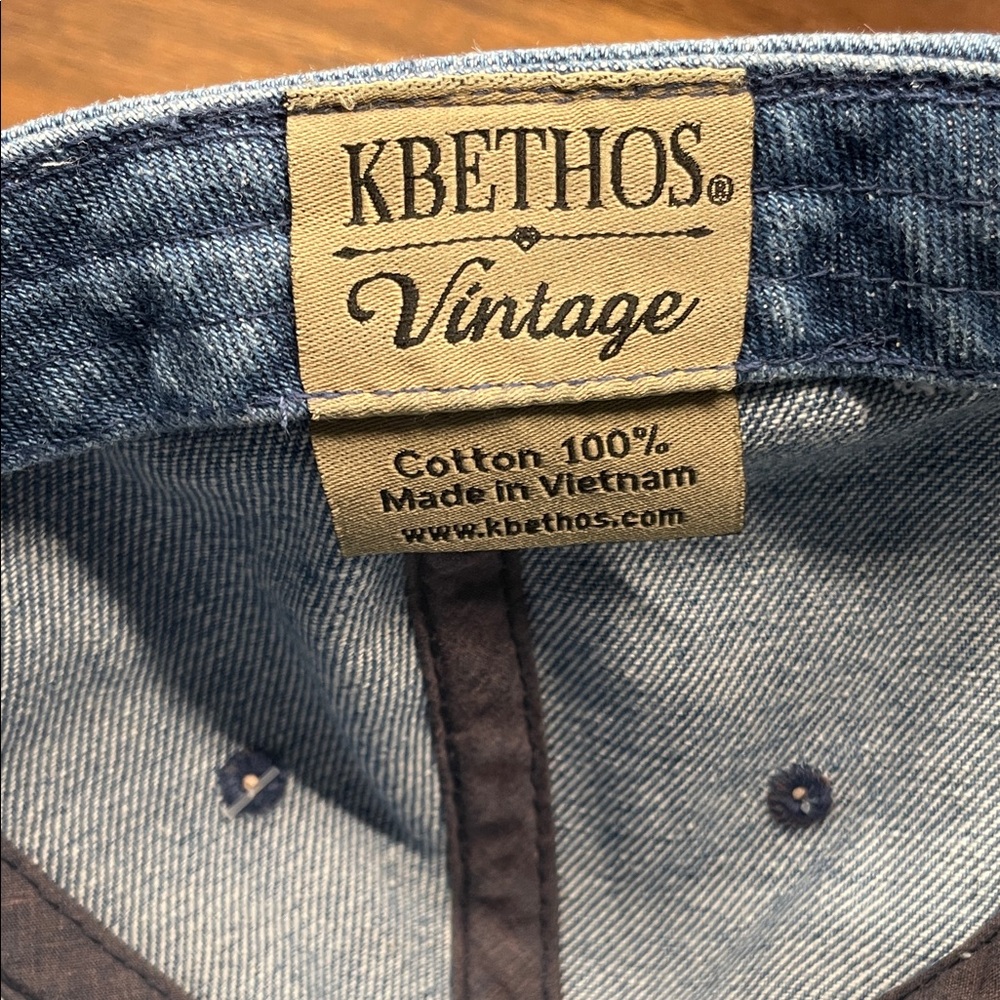 KBETHOS®
Vintage
Cotton 100%
Made in Vietnam
www.kbethos.com